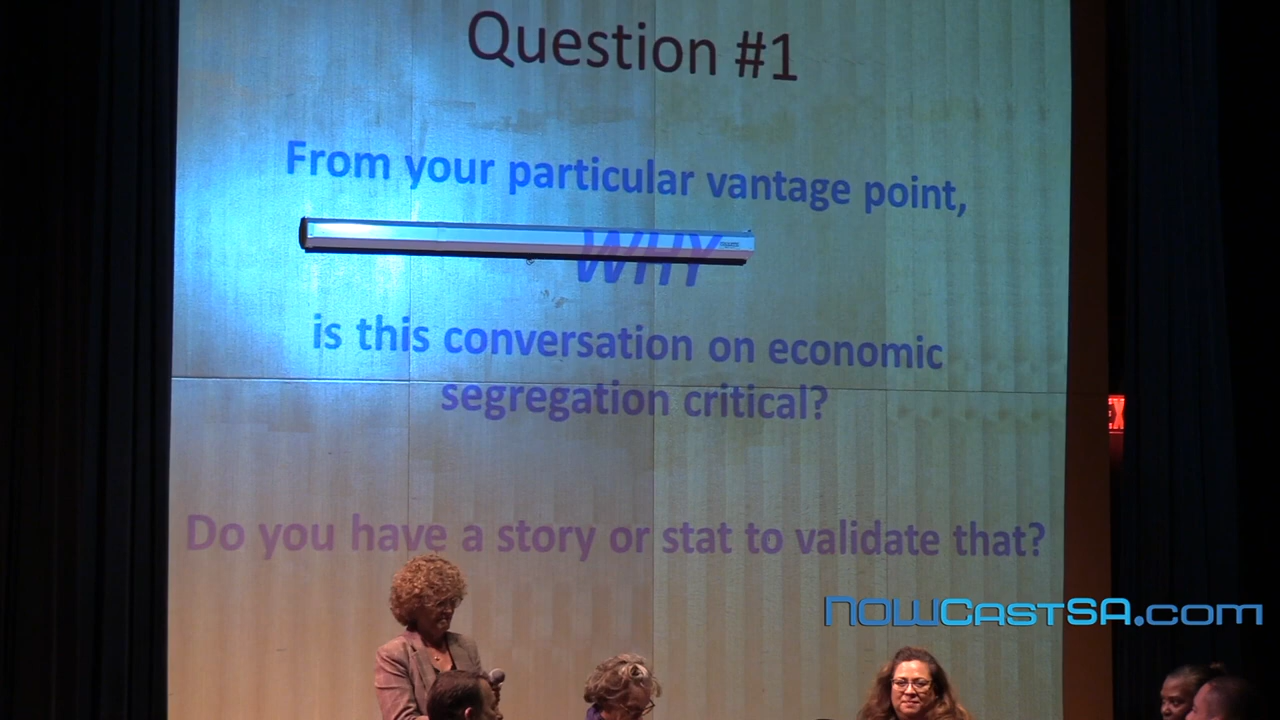 Question #1
From your particular vantage point,
WHY
is this conversation on economic
segregation critical?
Do you have a story or stat to validate that?
EX
NOWCastSA.com